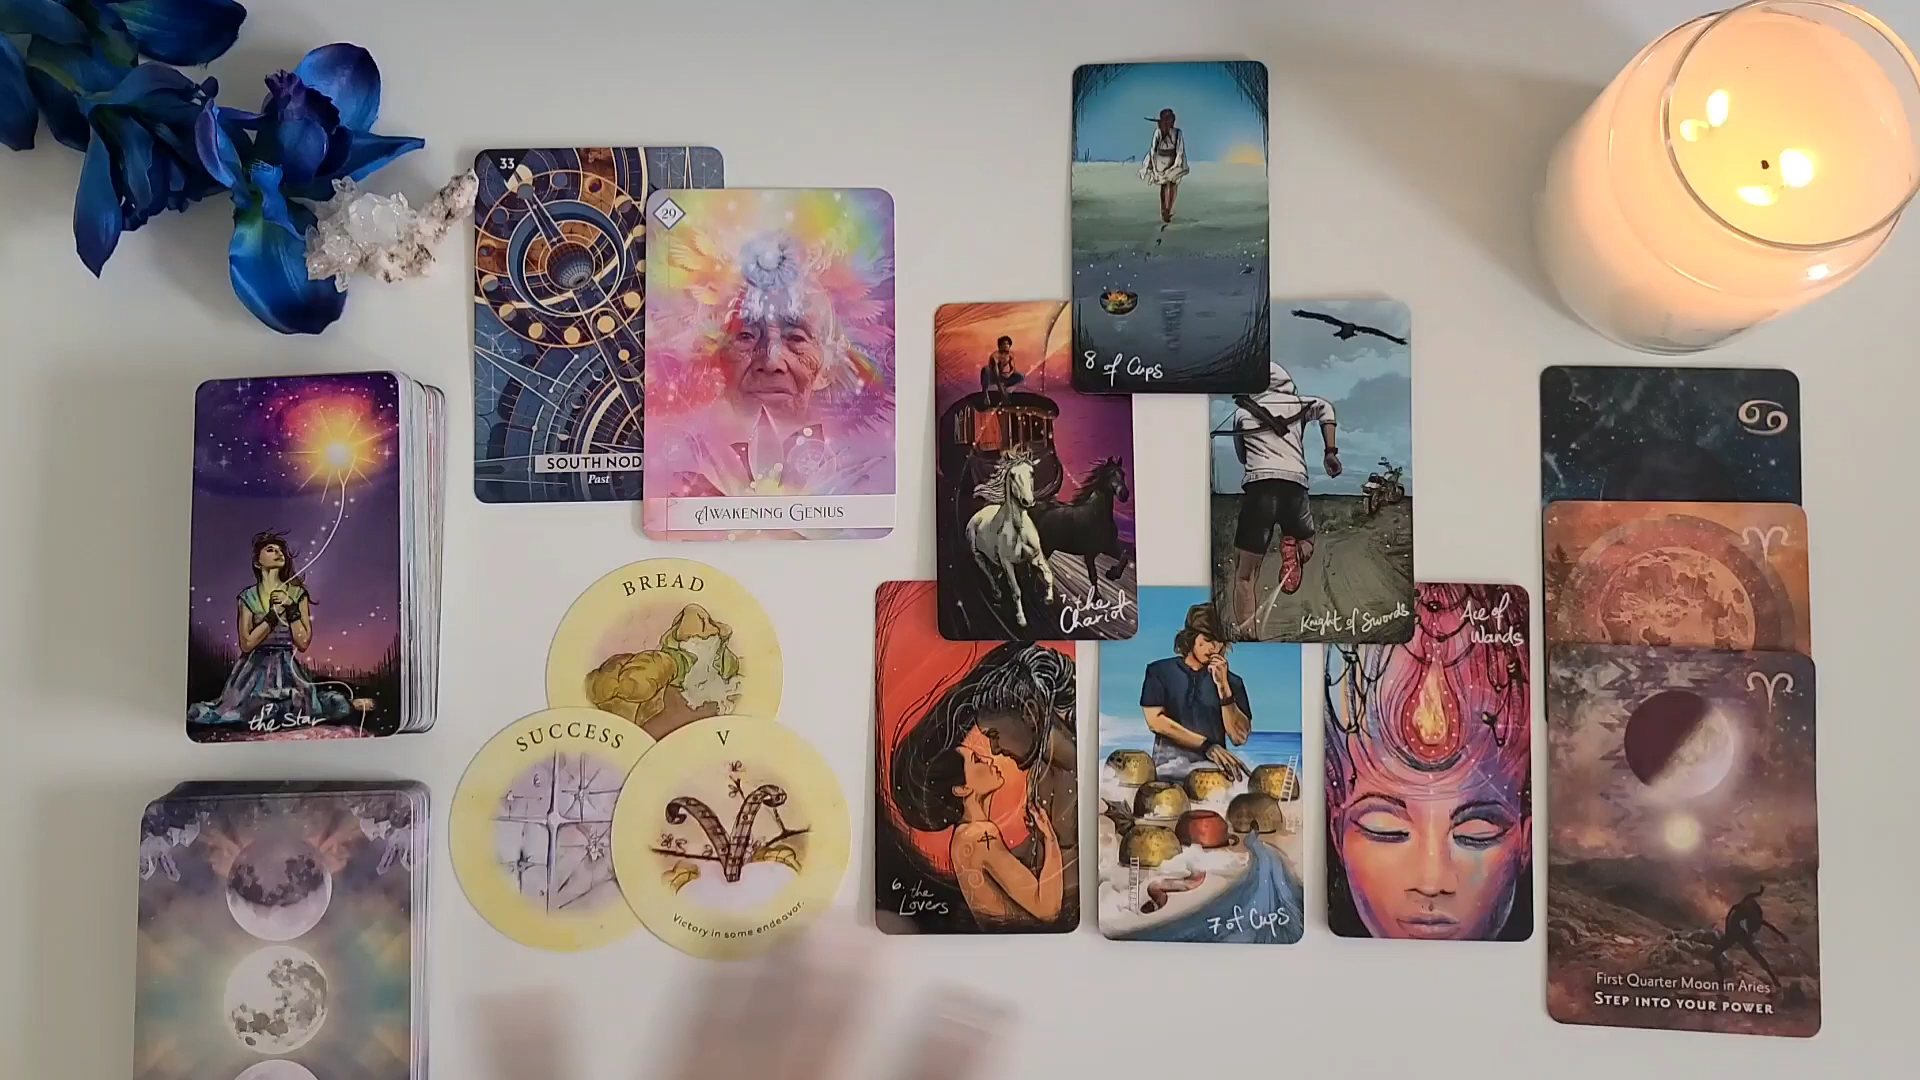 33
SOUTH NOD
Past
29
AWAKENING GENIUS
17
the Star
BREAD
SUCCESS
V
Victory in some endeavor.
8 of Cups
7. the
Chariot
Knight of Swords
6. the
Lovers
7 of Cups
Ace of
Wands
First Quarter Moon in Aries
STEP INTO YOUR POWER